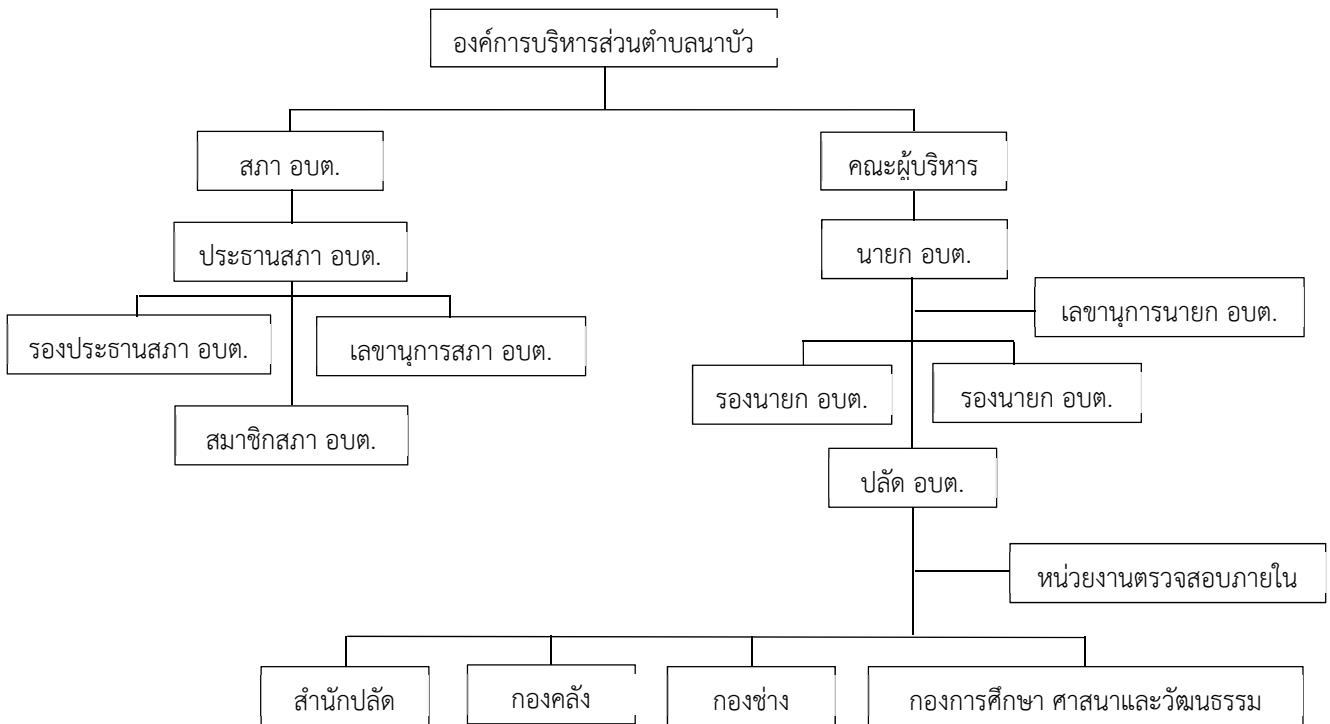 องค์การบริหารส่วนตำบลนาบัว
สภา อบต.
คณะผู้บริหาร
ประธานสภา อบต.
นายก อบต.
เลขานุการนายก อบต.
รองประธานสภา อบต.
เลขานุการสภา อบต.
รองนายก อบต.
รองนายก อบต.
สมาชิกสภา อบต.
ปลัด อบต.
หน่วยงานตรวจสอบภายใน
สำนักปลัด
กองคลัง
กองช่าง
กองการศึกษา ศาสนาและวัฒนธรรม